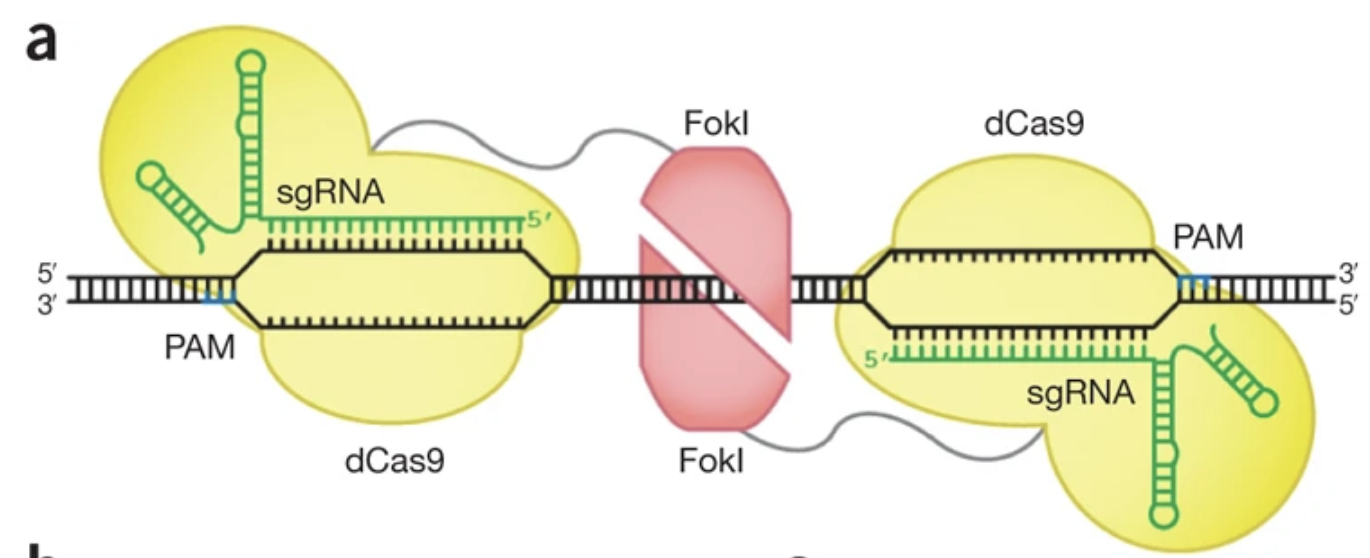 a
FokI
dCas9
sgRNA
5′
PAM
5′
3′
3′
5′
PAM
5′
sgRNA
dCas9
FokI